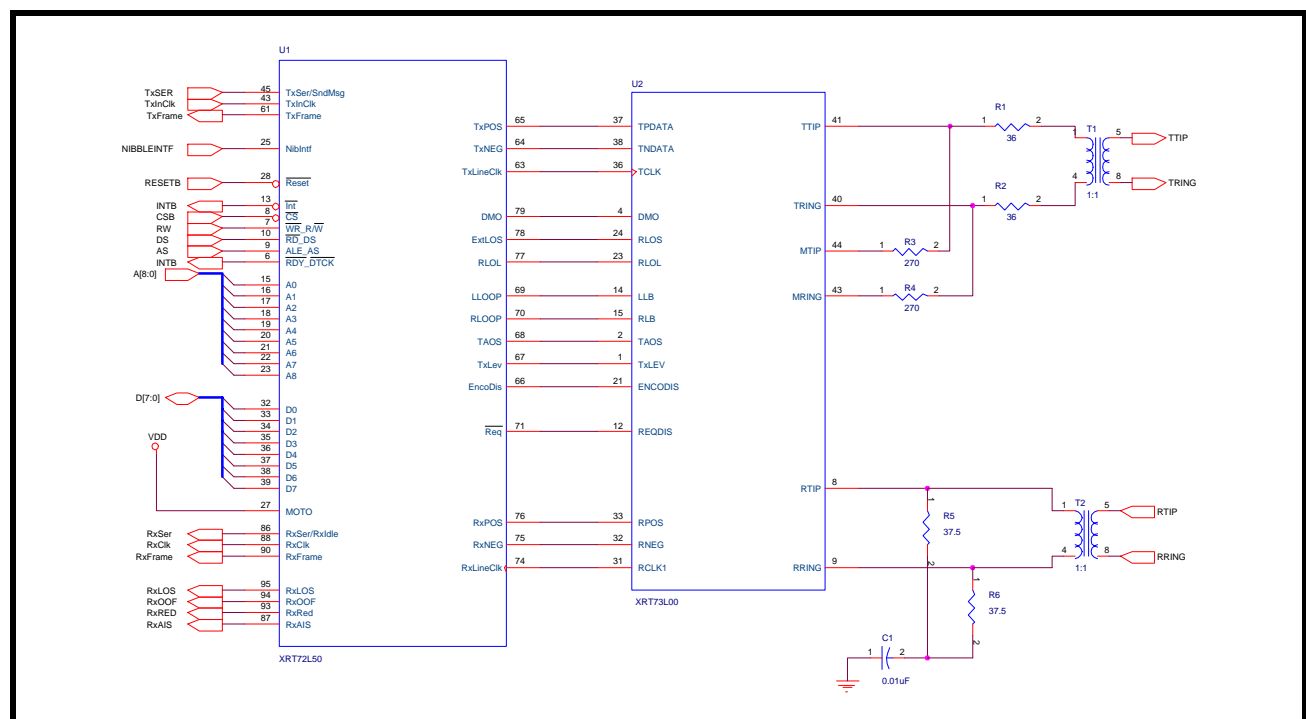 U1
TxSER 45 TxSer/SndMsg
TxInClk 43 TxInClk
TxFrame 61 TxFrame
NIBBLEINTF 25 NibIntf
RESETB 28 Reset
INTB 13 Int
CSB 8 CS
RW 7 WR_R/W
DS 10 RD_DS
AS 9 ALE_AS
INTB 6 RDY_DTCK
A[8:0]
15 A0
16 A1
17 A2
18 A3
19 A4
20 A5
21 A6
22 A7
23 A8
D[7:0]
32 D0
33 D1
34 D2
35 D3
36 D4
37 D5
38 D6
39 D7
VDD
27 MOTO
RxSer 86 RxSer/RxIdle
RxClk 88 RxClk
RxFrame 90 RxFrame
RxLOS 95 RxLOS
RxOOF 94 RxOOF
RxRED 93 RxRed
RxAIS 87 RxAIS
XRT72L50
U2
TxPOS 65 37 TPDATA
TxNEG 64 38 TNDATA
TxLineClk 63 36 TCLK
DMO 79 4 DMO
ExtLOS 78 24 RLOS
RLOL 77 23 RLOL
LLOOP 69 14 LLB
RLOOP 70 15 RLB
TAOS 68 2 TAOS
TxLev 67 1 TxLEV
EncoDis 66 21 ENCODIS
Req 71 12 REQDIS
RxPOS 76 33 RPOS
RxNEG 75 32 RNEG
RxLineClk 74 31 RCLK1
XRT73L00
TTIP 41
R1
1 2
36
TRING 40
R2
1 2
36
MTIP 44
1 R3 2
270
MRING 43
1 R4 2
270
T1
1 5
4 8
1:1
TTIP
TRING
RTIP 8
RRING 9
1
R5
37.5
2
1
R6
37.5
2
T2
1 5
4 8
1:1
RTIP
RRING
C1
1 2
0.01uF